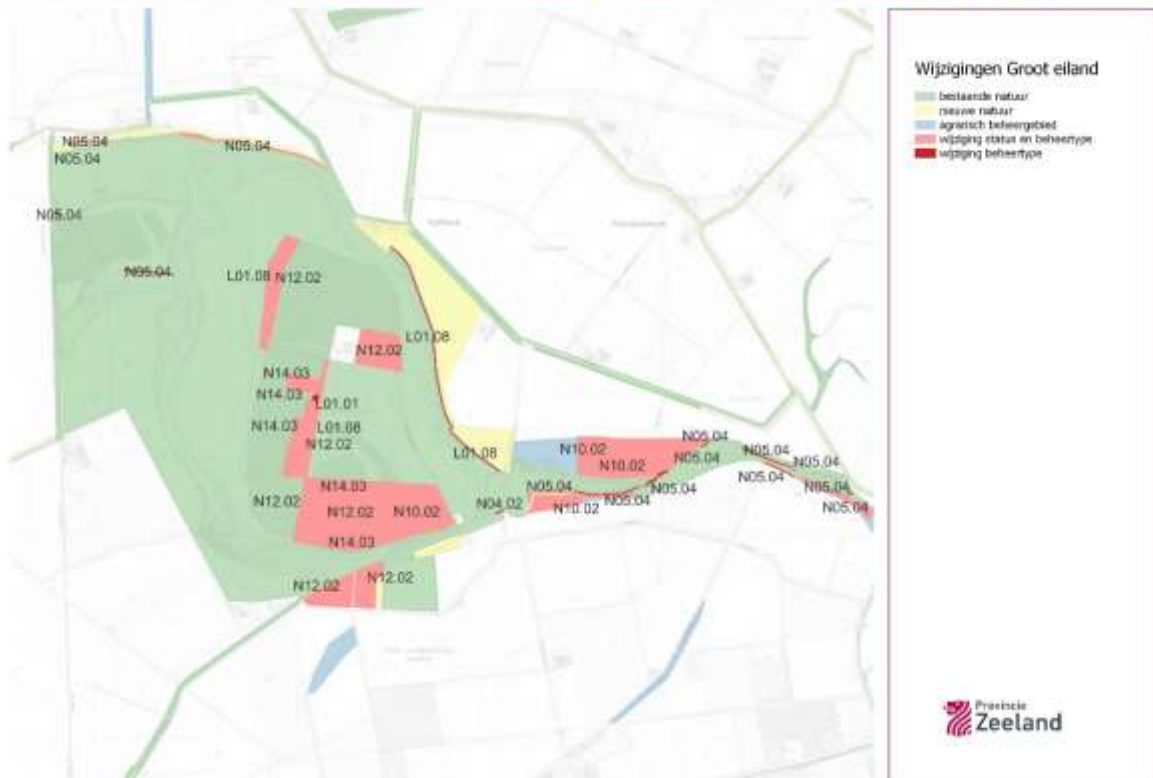 Wijzigingen Groot eiland
bestaande natuur
nieuwe natuur
agrarisch beheergebied
wijziging status en beheertype
wijziging beheertype
N05.04
N05.04
N05.04
N05.04
N05.04
L01.08
N12.02
L01.08
N12.02
N14.03
N14.03
L01.01
N14.03
L01.08
N12.02
L01.08
N10.02
N05.04
N10.02
N05.04
N05.04
N05.04
N14.03
N05.04
N05.04
N05.04
N05.04
N12.02
N12.02
N10.02
N04.02
N10.02
N05.04
N05.04
N14.03
N12.02
N12.02
Provincie
Zeeland